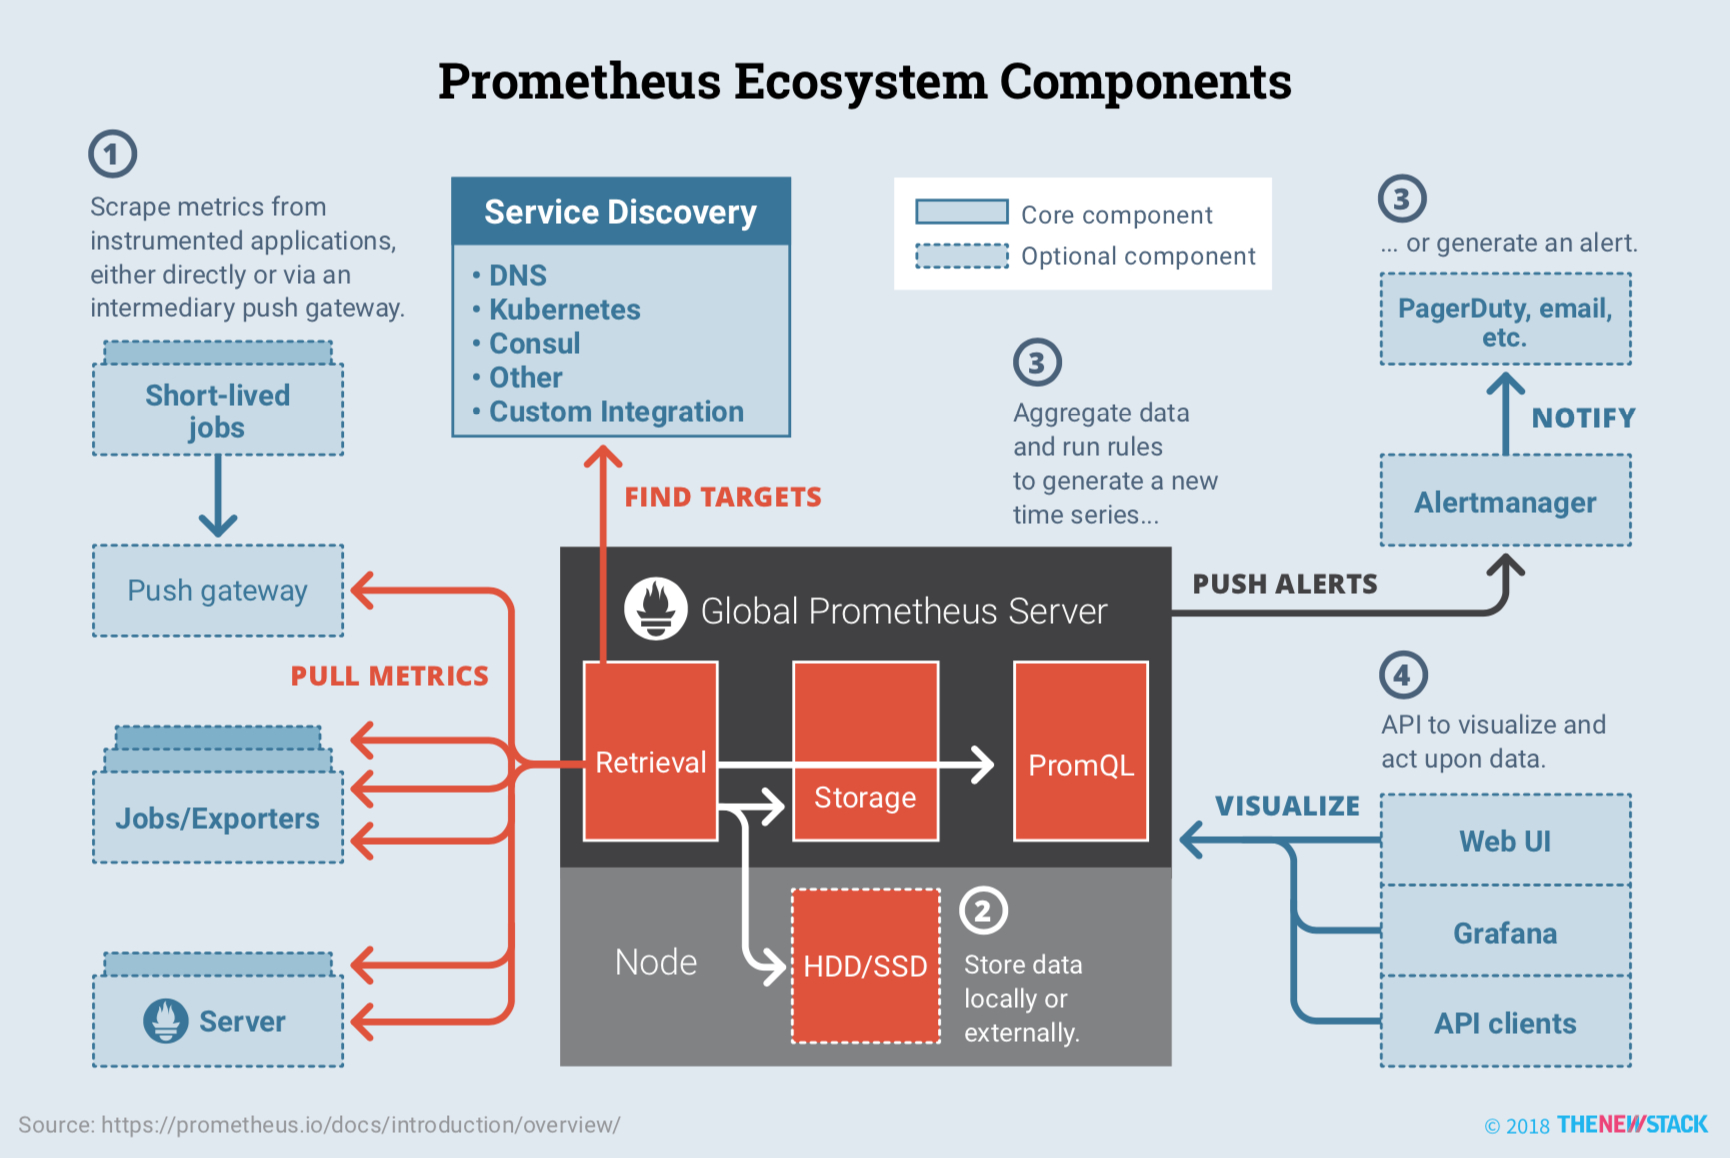 Prometheus Ecosystem Components
1
Scrape metrics from
instrumented applications,
either directly or via an
intermediary push gateway.
Short-lived
jobs
Push gateway
PULL METRICS
Jobs/Exporters
Server
Service Discovery
• DNS
• Kubernetes
• Consul
• Other
• Custom Integration
FIND TARGETS
Core component
Optional component
3
Aggregate data
and run rules
to generate a new
time series...
Global Prometheus Server
Retrieval
Storage
PromQL
Node
HDD/SSD
2
Store data
locally or
externally.
3
... or generate an alert.
PagerDuty, email,
etc.
NOTIFY
Alertmanager
PUSH ALERTS
4
API to visualize and
act upon data.
VISUALIZE
Web UI
Grafana
API clients
Source: https://prometheus.io/docs/introduction/overview/
© 2018 THENEWSTACK